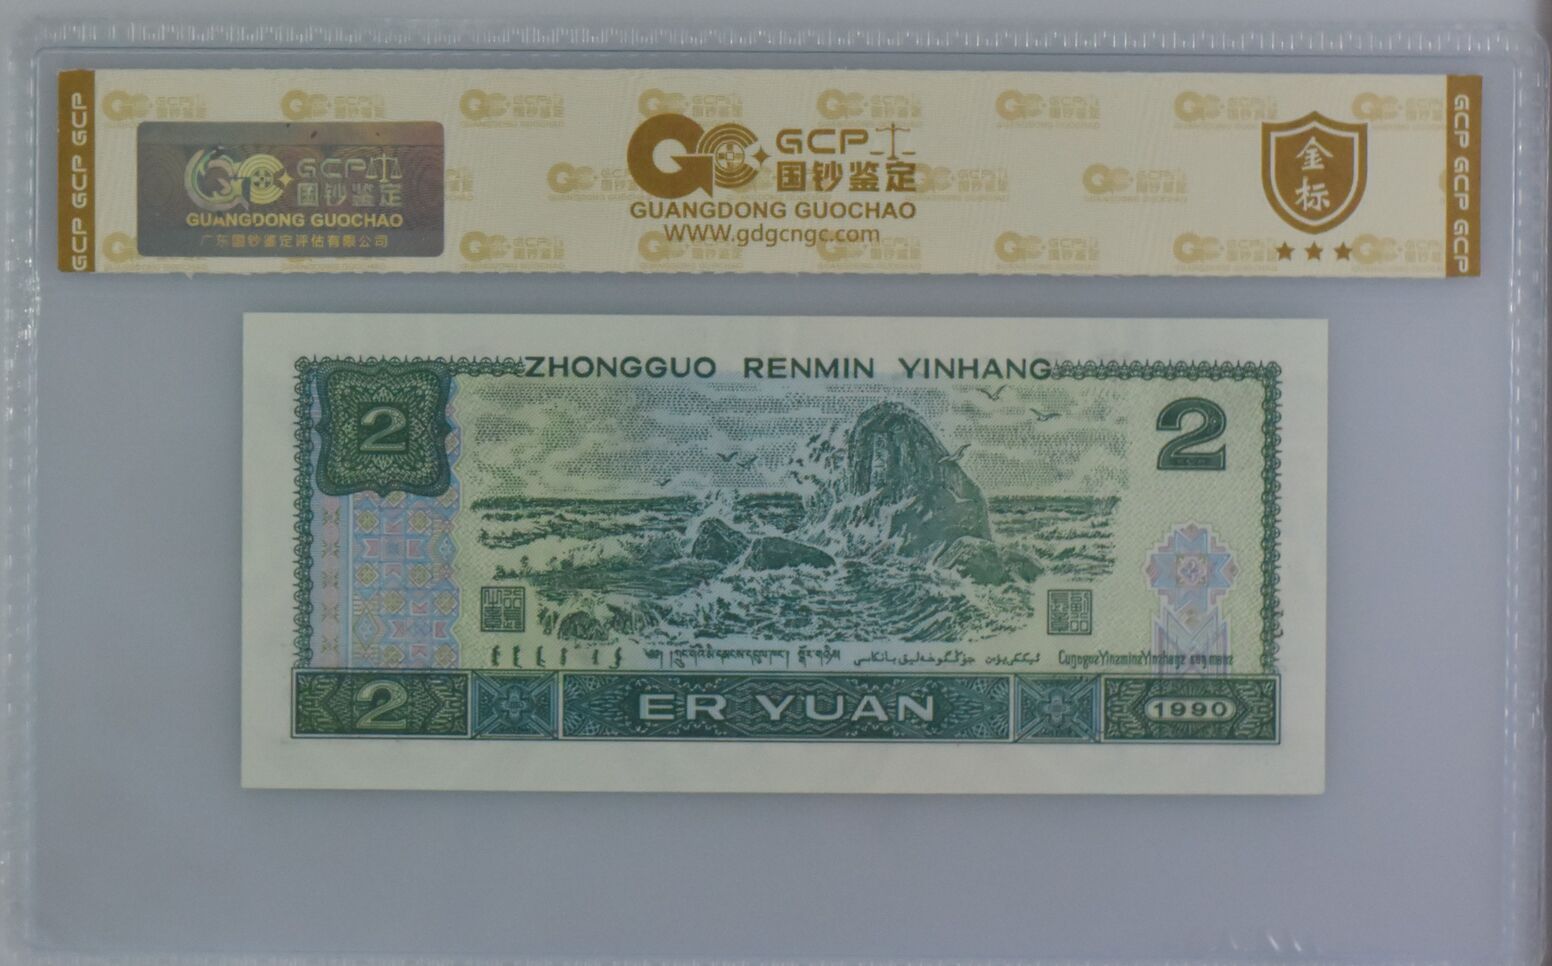 GCP GCP GCP
GCP 国钞鉴定
GUANGDONG GUOCHAO
广东国钞鉴定评估有限公司
GCP
国钞鉴定
GUANGDONG GUOCHAO
WWW.gdgcngc.com
金标
GCP GCP GCP
ZHONGGUO RENMIN YINHANG
2
2
2
ER YUAN
1990